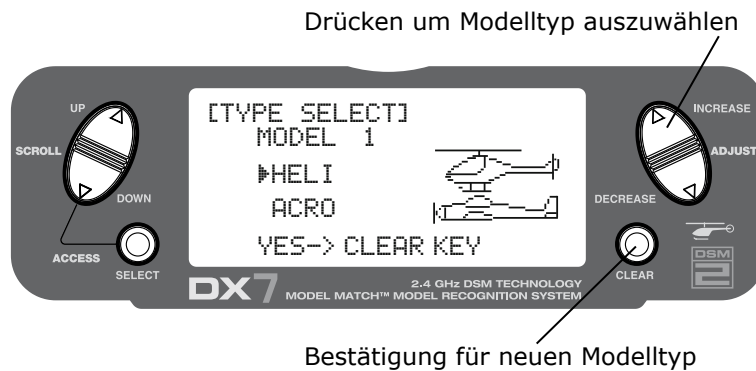 Drücken um Modelltyp auszuwählen
UP
SCROLL
DOWN
ACCESS
SELECT
[TYPE SELECT]
MODEL 1
HELI
ACRO
YES-> CLEAR KEY
INCREASE
ADJUST
DECREASE
CLEAR
DSM
2
DX7
2.4 GHz DSM TECHNOLOGY
MODEL MATCH™ MODEL RECOGNITION SYSTEM
Bestätigung für neuen Modelltyp